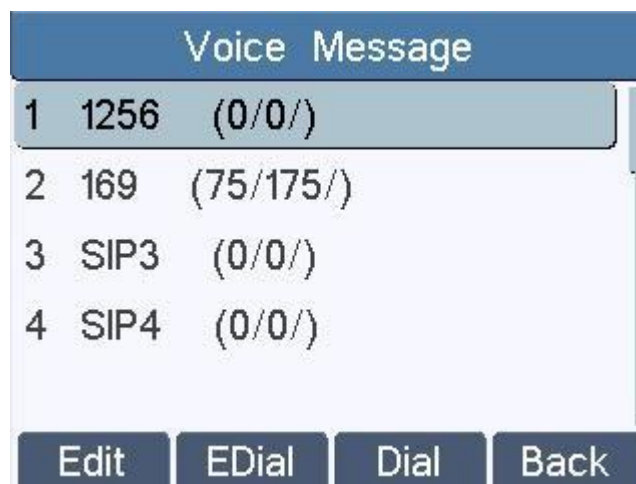 Voice Message
1 1256 (0/0/)
2 169 (75/175/)
3 SIP3 (0/0/)
4 SIP4 (0/0/)
Edit EDial Dial Back